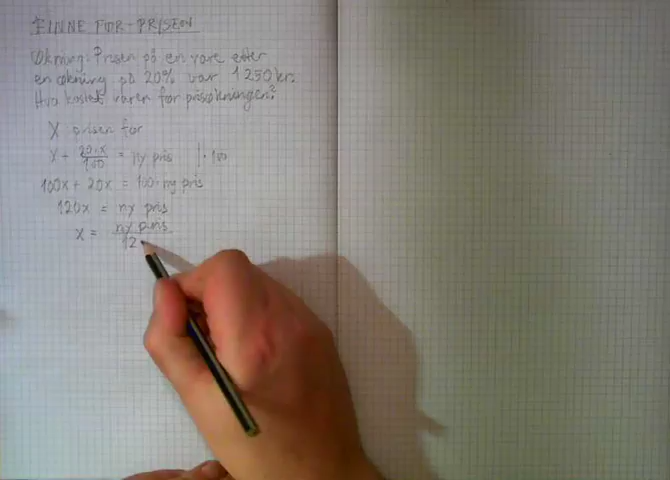 FINNE FØR-PRISEN
Økning: Prisen på en vare etter
en økning på 20% var 1250 kr.
Hva kostet varen før prisøkningen?
X prisen før
x + 20·x/100 = ny pris |·100
100x + 20x = 100·ny pris
120x = ny pris
x = ny pris/12